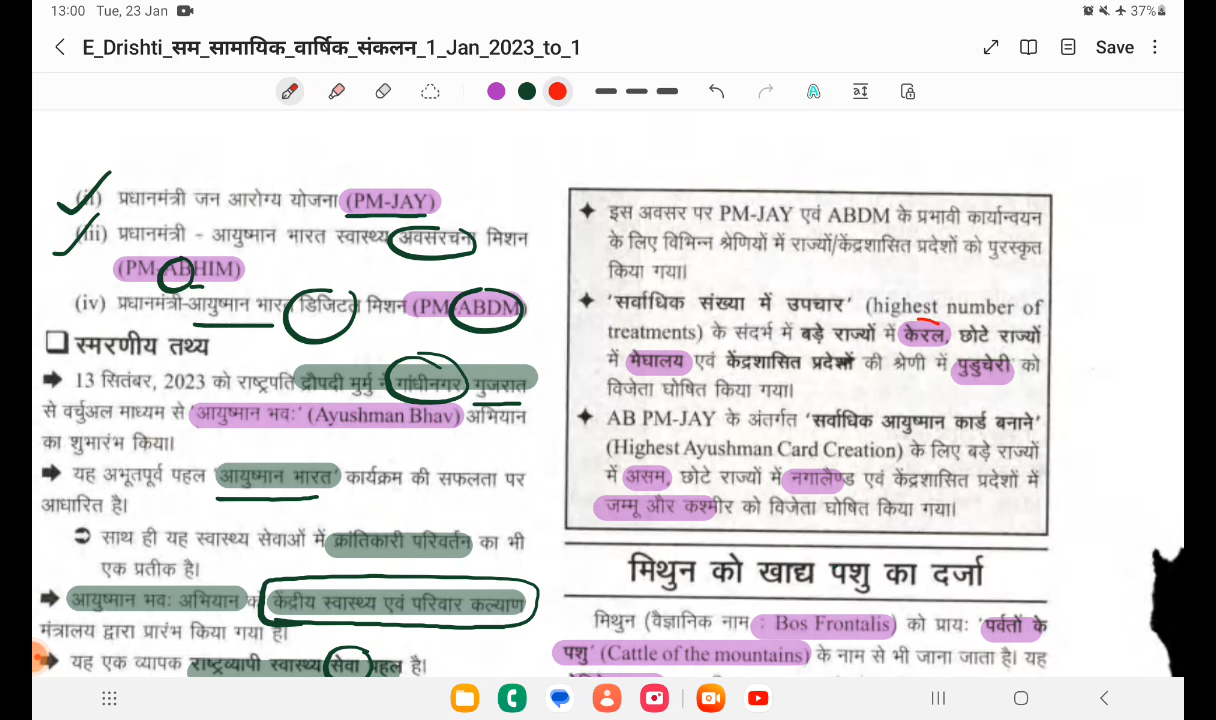 13:00 Tue, 23 Jan
37%
E_Drishti_सम_सामायिक_वार्षिक_संकलन_1_Jan_2023_to_1
Save
(ii) प्रधानमंत्री जन आरोग्य योजना (PM-JAY)
(iii) प्रधानमंत्री - आयुष्मान भारत स्वास्थ्य अवसंरचना मिशन
(PM-ABHIM)
(iv) प्रधानमंत्री-आयुष्मान भारत डिजिटल मिशन (PM-ABDM)
स्मरणीय तथ्य
13 सितंबर, 2023 को राष्ट्रपति द्रौपदी मुर्मु ने गांधीनगर, गुजरात
से वर्चुअल माध्यम से 'आयुष्मान भवः' (Ayushman Bhav) अभियान
का शुभारंभ किया।
यह अभूतपूर्व पहल 'आयुष्मान भारत' कार्यक्रम की सफलता पर
आधारित है।
साथ ही यह स्वास्थ्य सेवाओं में क्रांतिकारी परिवर्तन का भी
एक प्रतीक है।
आयुष्मान भवः अभियान को केंद्रीय स्वास्थ्य एवं परिवार कल्याण
मंत्रालय द्वारा प्रारंभ किया गया है।
यह एक व्यापक राष्ट्रव्यापी स्वास्थ्य सेवा पहल है।
इस अवसर पर PM-JAY एवं ABDM के प्रभावी कार्यान्वयन
के लिए विभिन्न श्रेणियों में राज्यों/केंद्रशासित प्रदेशों को पुरस्कृत
किया गया।
'सर्वाधिक संख्या में उपचार' (highest number of
treatments) के संदर्भ में बड़े राज्यों में केरल, छोटे राज्यों
में मेघालय एवं केंद्रशासित प्रदेशों की श्रेणी में पुडुचेरी को
विजेता घोषित किया गया।
AB PM-JAY के अंतर्गत 'सर्वाधिक आयुष्मान कार्ड बनाने'
(Highest Ayushman Card Creation) के लिए बड़े राज्यों
में असम, छोटे राज्यों में नगालैण्ड एवं केंद्रशासित प्रदेशों में
जम्मू और कश्मीर को विजेता घोषित किया गया।
मिथुन को खाद्य पशु का दर्जा
मिथुन (वैज्ञानिक नाम : Bos Frontalis) को प्रायः 'पर्वतों के
पशु' (Cattle of the mountains) के नाम से भी जाना जाता है। यह